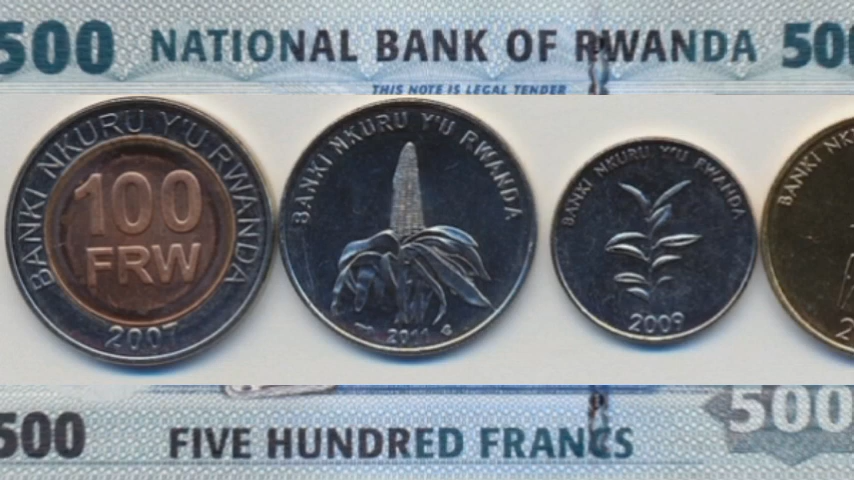 500 NATIONAL BANK OF RWANDA 500
THIS NOTE IS LEGAL TENDER
BANKI NKURU Y'U RWANDA
100
FRW
2007
BANKI NKURU Y'U RWANDA
2011
BANKI NKURU Y'U RWANDA
2009
BANKI
500 FIVE HUNDRED FRANCS 500